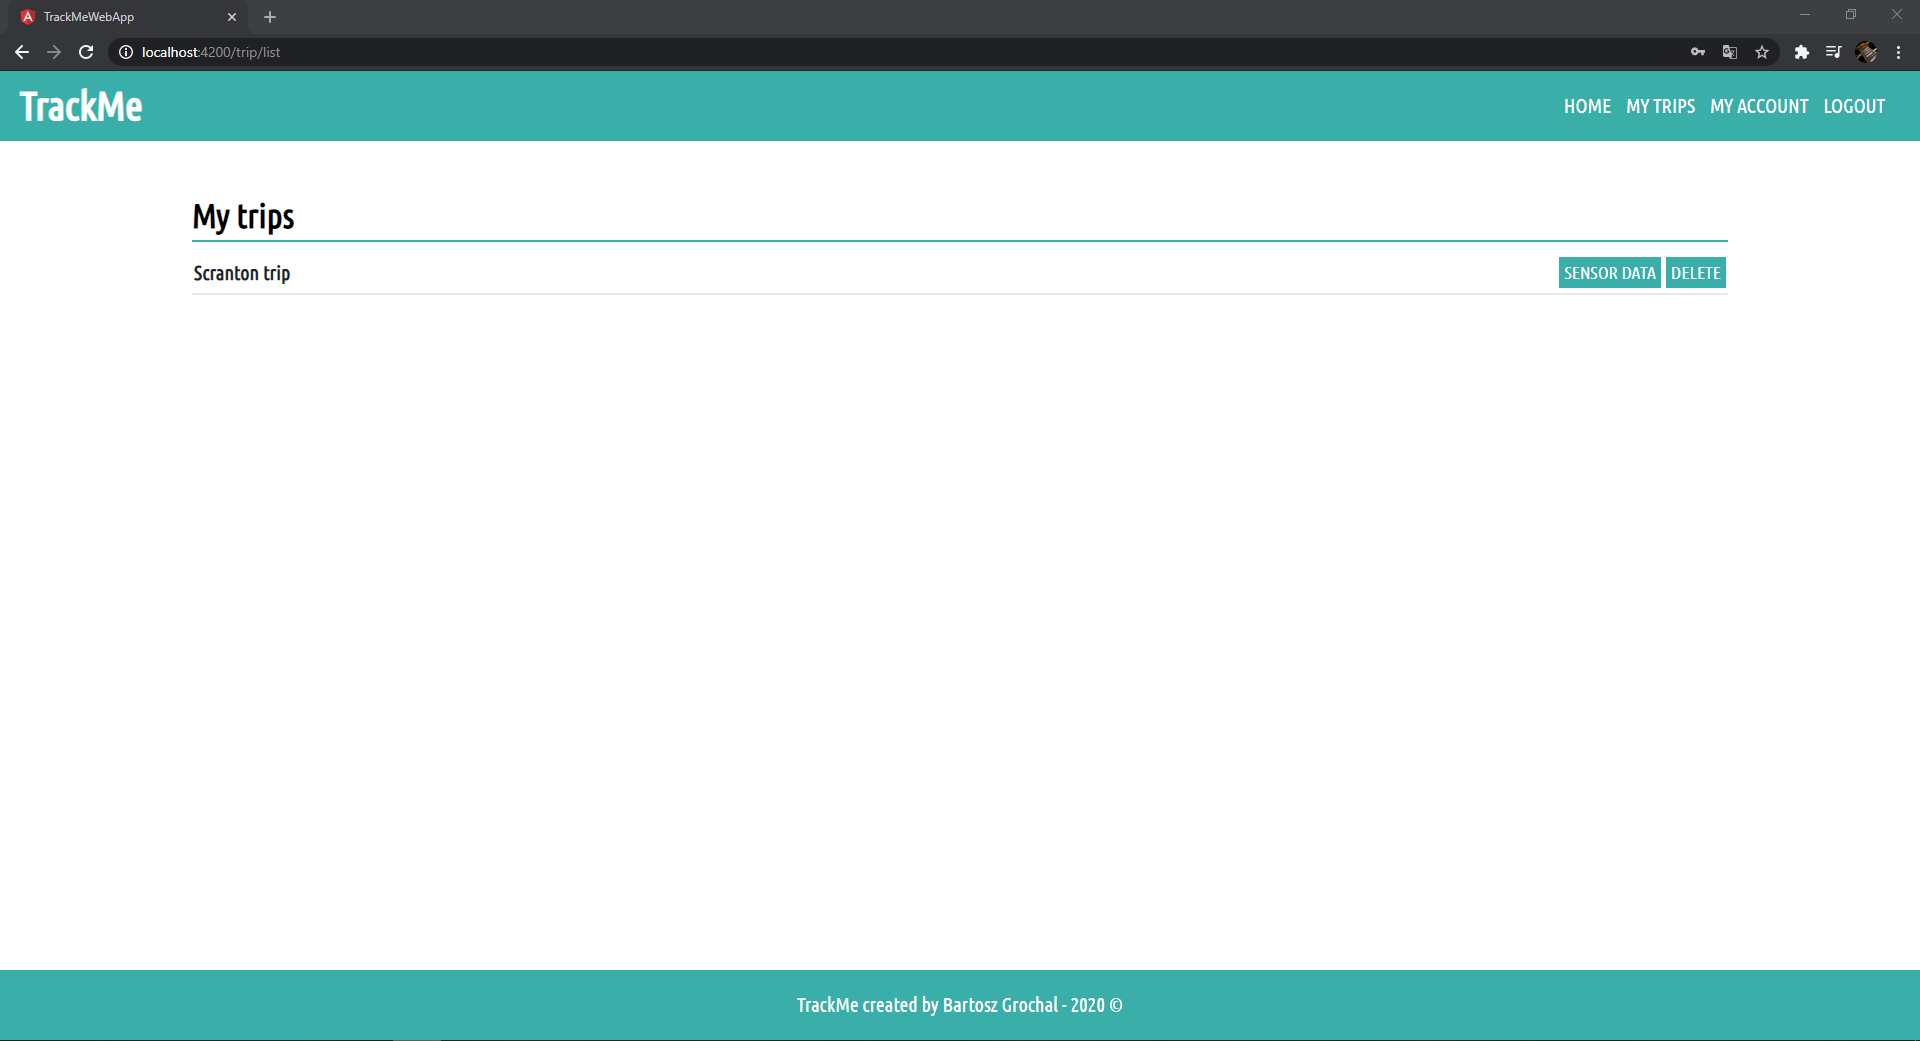 TrackMeWebApp
localhost:4200/trip/list
TrackMe
HOME MY TRIPS MY ACCOUNT LOGOUT
My trips
Scranton trip SENSOR DATA DELETE
TrackMe created by Bartosz Grochal - 2020 ©